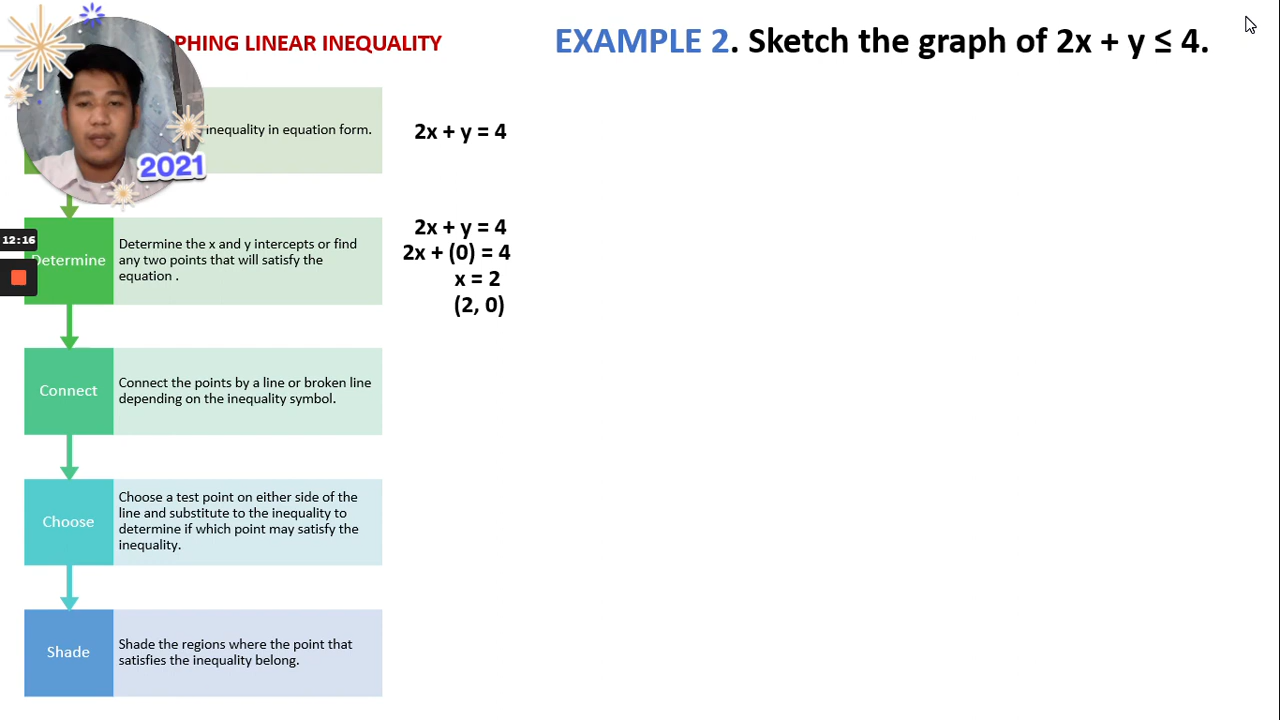 PHING LINEAR INEQUALITY
EXAMPLE 2. Sketch the graph of 2x + y ≤ 4.
inequality in equation form.
2x + y = 4
2021
12:16
Determine
Determine the x and y intercepts or find
any two points that will satisfy the
equation .
2x + y = 4
2x + (0) = 4
x = 2
(2, 0)
Connect
Connect the points by a line or broken line
depending on the inequality symbol.
Choose
Choose a test point on either side of the
line and substitute to the inequality to
determine if which point may satisfy the
inequality.
Shade
Shade the regions where the point that
satisfies the inequality belong.